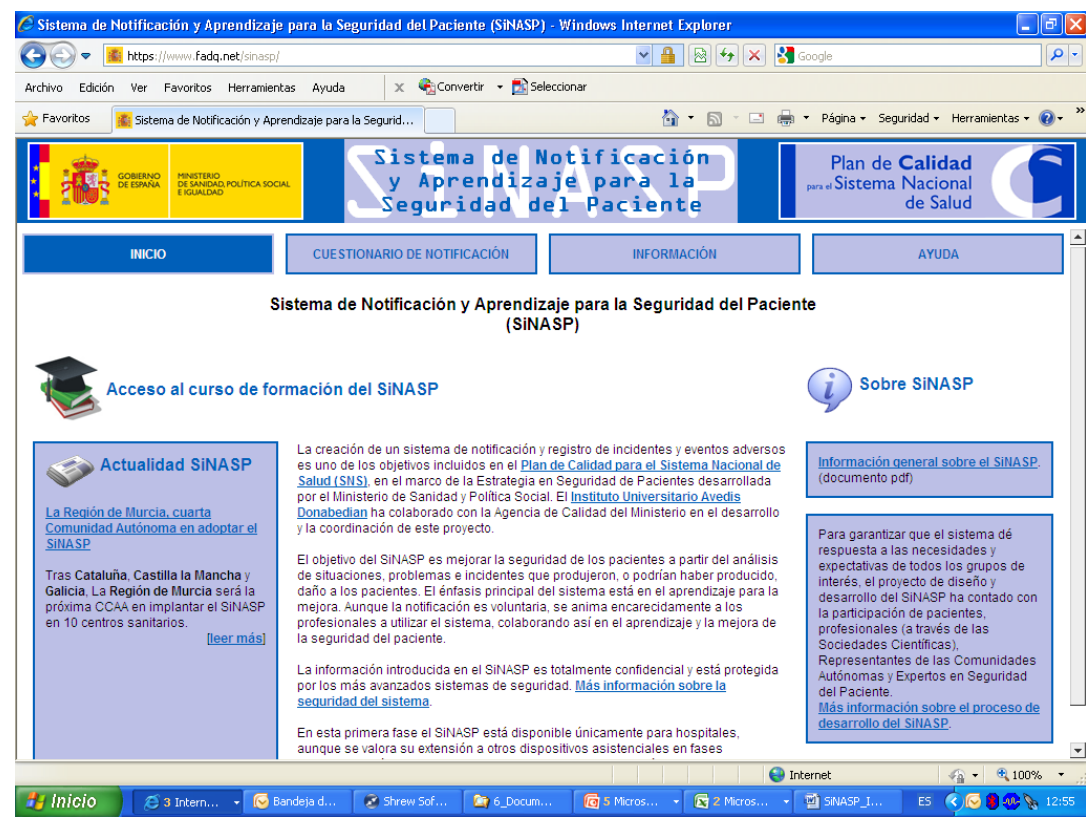 Sistema de Notificación y Aprendizaje para la Seguridad del Paciente (SiNASP) - Windows Internet Explorer
https://www.fadq.net/sinasp/
Google
Archivo Edición Ver Favoritos Herramientas Ayuda
x Convertir Seleccionar
Favoritos
Sistema de Notificación y Aprendizaje para la Segurid...
Página Seguridad Herramientas
GOBIERNO DE ESPAÑA
MINISTERIO DE SANIDAD, POLÍTICA SOCIAL E IGUALDAD
SiNASP
Sistema de Notificación
y Aprendizaje para la
Seguridad del Paciente
Plan de Calidad
para el Sistema Nacional
de Salud
INICIO
CUESTIONARIO DE NOTIFICACIÓN
INFORMACIÓN
AYUDA
Sistema de Notificación y Aprendizaje para la Seguridad del Paciente
(SiNASP)
Acceso al curso de formación del SiNASP
Sobre SiNASP
Actualidad SiNASP
La Región de Murcia, cuarta
Comunidad Autónoma en adoptar el
SiNASP
Tras Cataluña, Castilla la Mancha y
Galicia, La Región de Murcia será la
próxima CCAA en implantar el SiNASP
en 10 centros sanitarios.
[leer más]
La creación de un sistema de notificación y registro de incidentes y eventos adversos
es uno de los objetivos incluidos en el Plan de Calidad para el Sistema Nacional de
Salud (SNS), en el marco de la Estrategia en Seguridad de Pacientes desarrollada
por el Ministerio de Sanidad y Política Social. El Instituto Universitario Avedis
Donabedian ha colaborado con la Agencia de Calidad del Ministerio en el desarrollo
y la coordinación de este proyecto.
El objetivo del SiNASP es mejorar la seguridad de los pacientes a partir del análisis
de situaciones, problemas e incidentes que produjeron, o podrían haber producido,
daño a los pacientes. El énfasis principal del sistema está en el aprendizaje para la
mejora. Aunque la notificación es voluntaria, se anima encarecidamente a los
profesionales a utilizar el sistema, colaborando así en el aprendizaje y la mejora de
la seguridad del paciente.
La información introducida en el SiNASP es totalmente confidencial y está protegida
por los más avanzados sistemas de seguridad. Más información sobre la
seguridad del sistema.
En esta primera fase el SiNASP está disponible únicamente para hospitales,
aunque se valora su extensión a otros dispositivos asistenciales en fases
Información general sobre el SiNASP.
(documento pdf)
Para garantizar que el sistema dé
respuesta a las necesidades y
expectativas de todos los grupos de
interés, el proyecto de diseño y
desarrollo del SiNASP ha contado con
la participación de pacientes,
profesionales (a través de las
Sociedades Científicas),
Representantes de las Comunidades
Autónomas y Expertos en Seguridad
del Paciente.
Más información sobre el proceso de
desarrollo del SiNASP.
Internet
100%
Inicio
3 Intern...
Bandeja d...
Shrew Sof...
6_Docum...
5 Micros...
2 Micros...
SiNASP_I...
ES
12:55